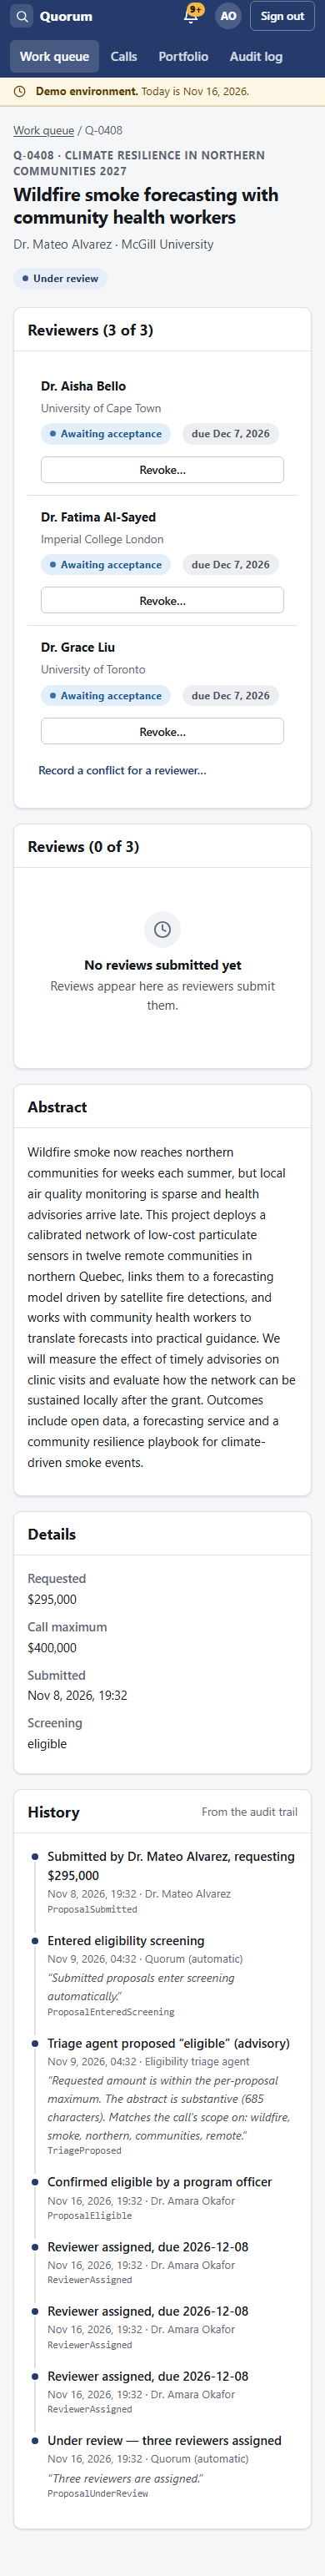 Quorum
9+
AO
Sign out
Work queue
Calls
Portfolio
Audit log
Demo environment. Today is Nov 16, 2026.
Work queue / Q-0408
Q-0408 · CLIMATE RESILIENCE IN NORTHERN
COMMUNITIES 2027
Wildfire smoke forecasting with
community health workers
Dr. Mateo Alvarez · McGill University
Under review
Reviewers (3 of 3)
Dr. Aisha Bello
University of Cape Town
Awaiting acceptance
due Dec 7, 2026
Revoke...
Dr. Fatima Al-Sayed
Imperial College London
Awaiting acceptance
due Dec 7, 2026
Revoke...
Dr. Grace Liu
University of Toronto
Awaiting acceptance
due Dec 7, 2026
Revoke...
Record a conflict for a reviewer...
Reviews (0 of 3)
No reviews submitted yet
Reviews appear here as reviewers submit
them.
Abstract
Wildfire smoke now reaches northern
communities for weeks each summer, but local
air quality monitoring is sparse and health
advisories arrive late. This project deploys a
calibrated network of low-cost particulate
sensors in twelve remote communities in
northern Quebec, links them to a forecasting
model driven by satellite fire detections, and
works with community health workers to
translate forecasts into practical guidance. We
will measure the effect of timely advisories on
clinic visits and evaluate how the network can be
sustained locally after the grant. Outcomes
include open data, a forecasting service and a
community resilience playbook for climate-
driven smoke events.
Details
Requested
$295,000
Call maximum
$400,000
Submitted
Nov 8, 2026, 19:32
Screening
eligible
History
From the audit trail
Submitted by Dr. Mateo Alvarez, requesting
$295,000
Nov 8, 2026, 19:32 · Dr. Mateo Alvarez
ProposalSubmitted
Entered eligibility screening
Nov 9, 2026, 04:32 · Quorum (automatic)
“Submitted proposals enter screening
automatically.”
ProposalEnteredScreening
Triage agent proposed “eligible” (advisory)
Nov 9, 2026, 04:32 · Eligibility triage agent
“Requested amount is within the per-proposal
maximum. The abstract is substantive (685
characters). Matches the call's scope on: wildfire,
smoke, northern, communities, remote.”
TriageProposed
Confirmed eligible by a program officer
Nov 16, 2026, 19:32 · Dr. Amara Okafor
ProposalEligible
Reviewer assigned, due 2026-12-08
Nov 16, 2026, 19:32 · Dr. Amara Okafor
ReviewerAssigned
Reviewer assigned, due 2026-12-08
Nov 16, 2026, 19:32 · Dr. Amara Okafor
ReviewerAssigned
Reviewer assigned, due 2026-12-08
Nov 16, 2026, 19:32 · Dr. Amara Okafor
ReviewerAssigned
Under review — three reviewers assigned
Nov 16, 2026, 19:32 · Quorum (automatic)
“Three reviewers are assigned.”
ProposalUnderReview